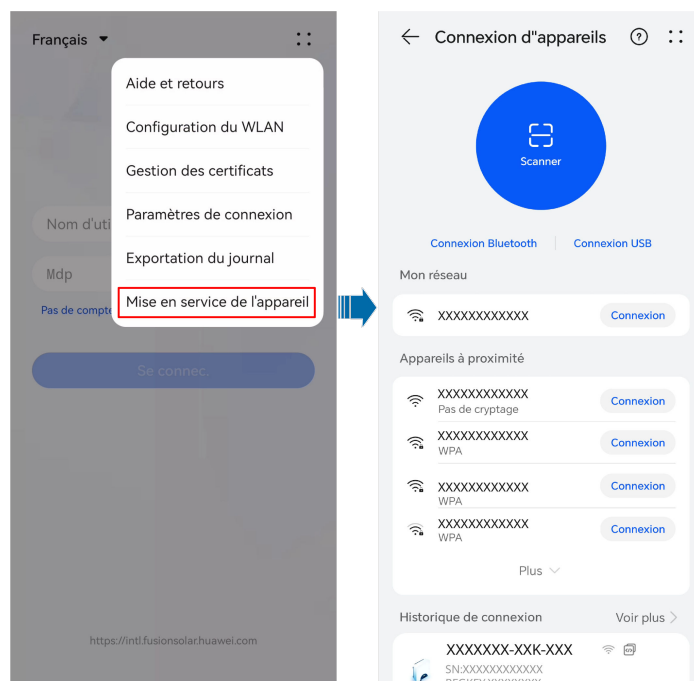 Français
Aide et retours
Configuration du WLAN
Gestion des certificats
Paramètres de connexion
Exportation du journal
Mise en service de l'appareil
Nom d'uti
Mdp
Pas de compte
Se connec.
https://intl.fusionsolar.huawei.com
Connexion d"appareils
Scanner
Connexion Bluetooth
Connexion USB
Mon réseau
XXXXXXXXXXXX Connexion
Appareils à proximité
XXXXXXXXXXXX Connexion
Pas de cryptage
XXXXXXXXXXXX Connexion
WPA
XXXXXXXXXXXX Connexion
WPA
XXXXXXXXXXXX Connexion
WPA
Plus
Historique de connexion Voir plus
XXXXXXX-XXK-XXX
SN:XXXXXXXXXXXX